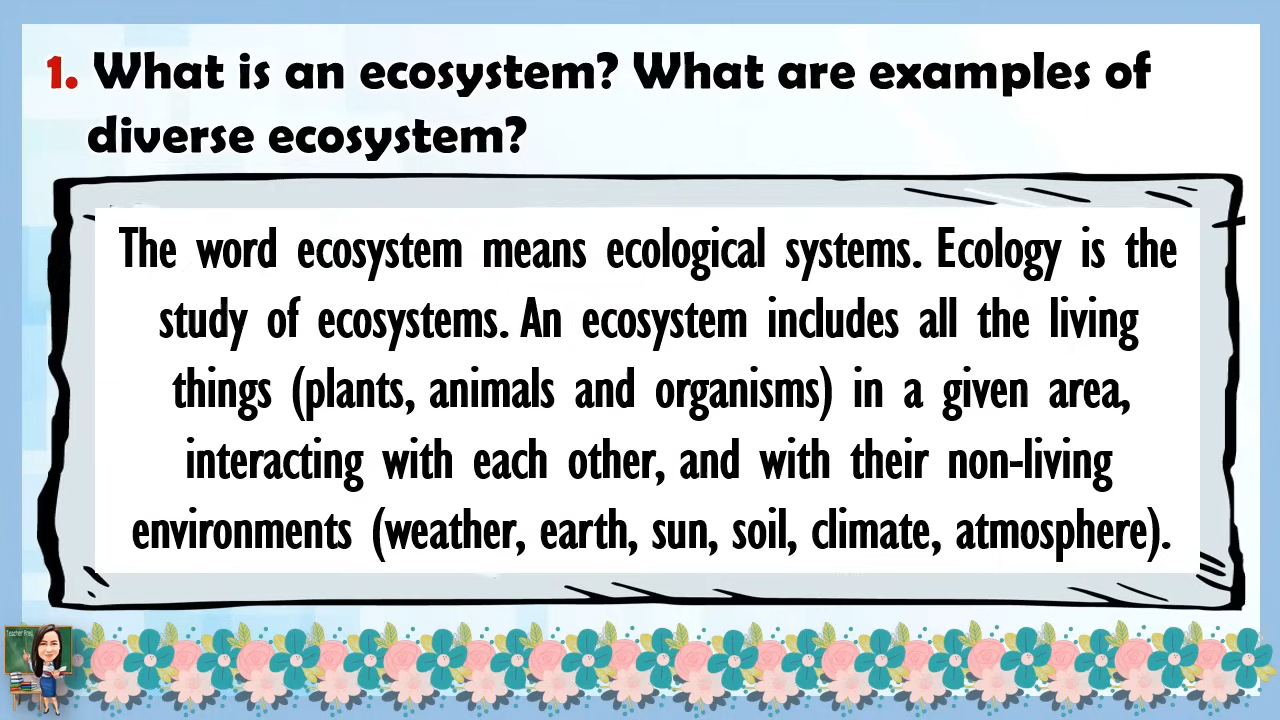 1. What is an ecosystem? What are examples of
diverse ecosystem?
The word ecosystem means ecological systems. Ecology is the
study of ecosystems. An ecosystem includes all the living
things (plants, animals and organisms) in a given area,
interacting with each other, and with their non-living
environments (weather, earth, sun, soil, climate, atmosphere).